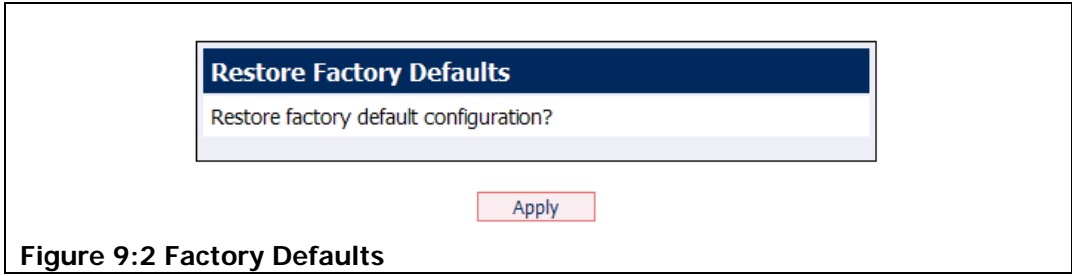 Restore Factory Defaults
Restore factory default configuration?
Apply
Figure 9:2 Factory Defaults